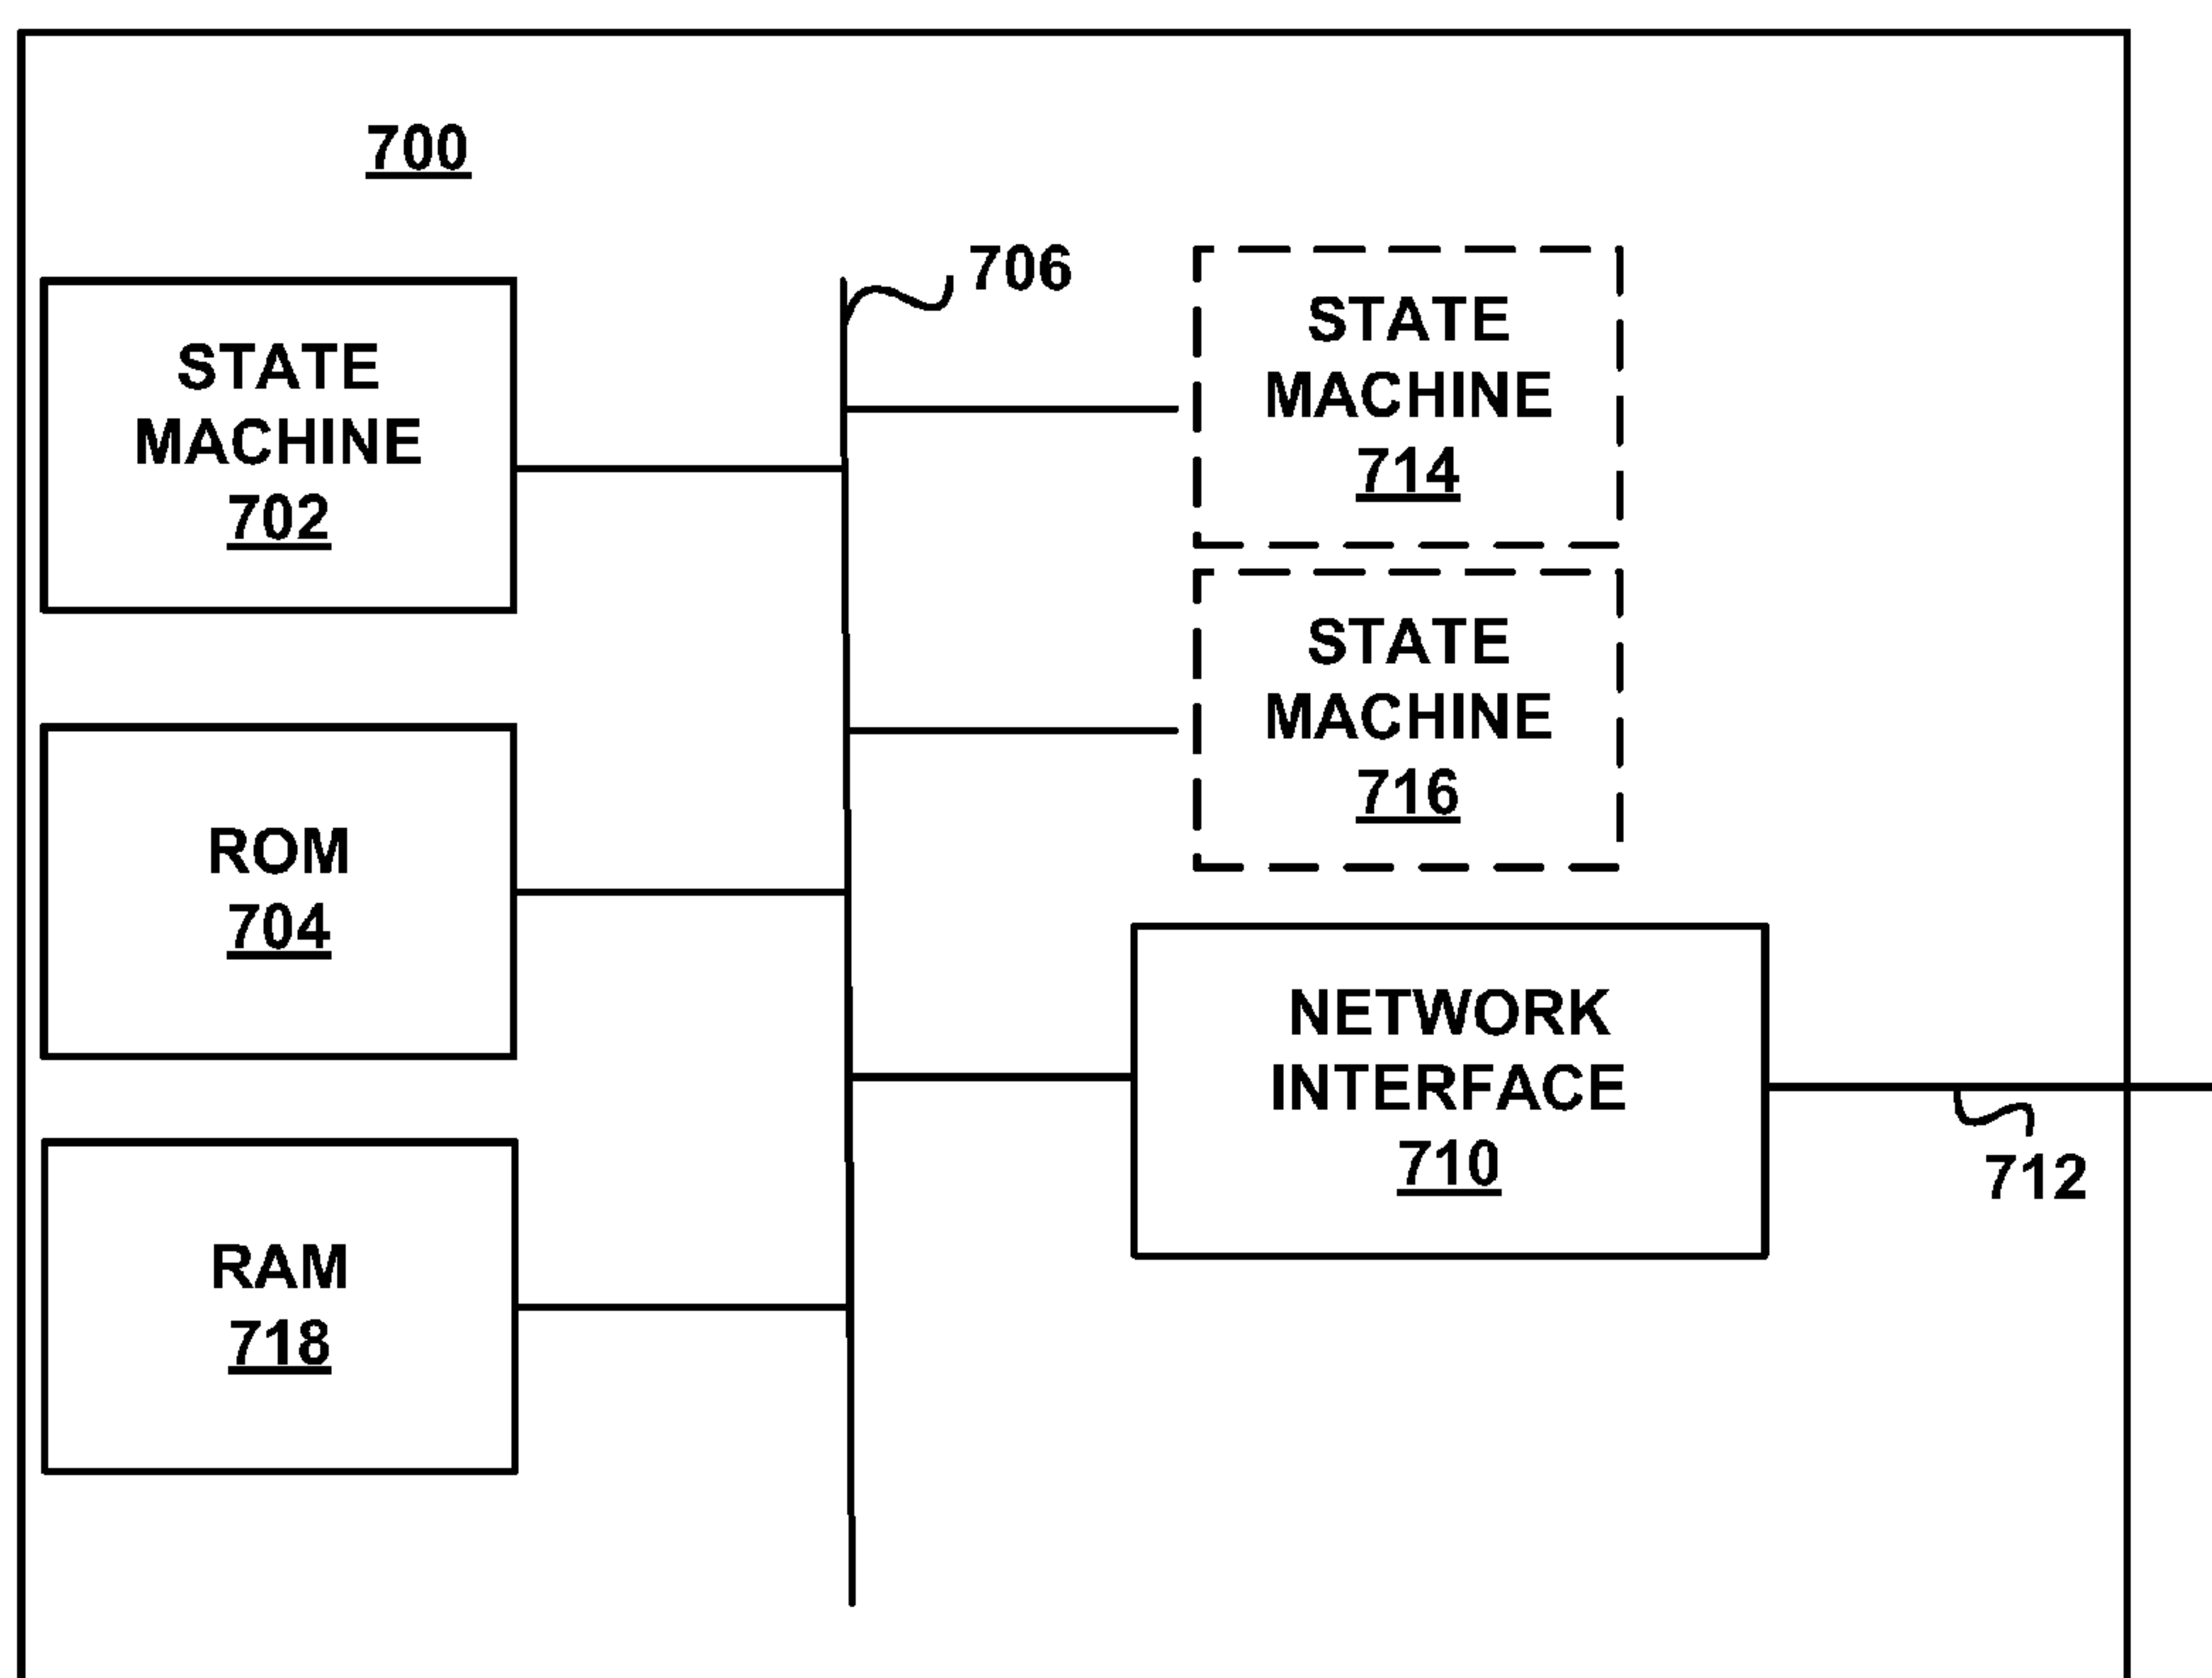 700
706
STATE
MACHINE
702
STATE
MACHINE
714
STATE
MACHINE
716
ROM
704
NETWORK
INTERFACE
710
712
RAM
718